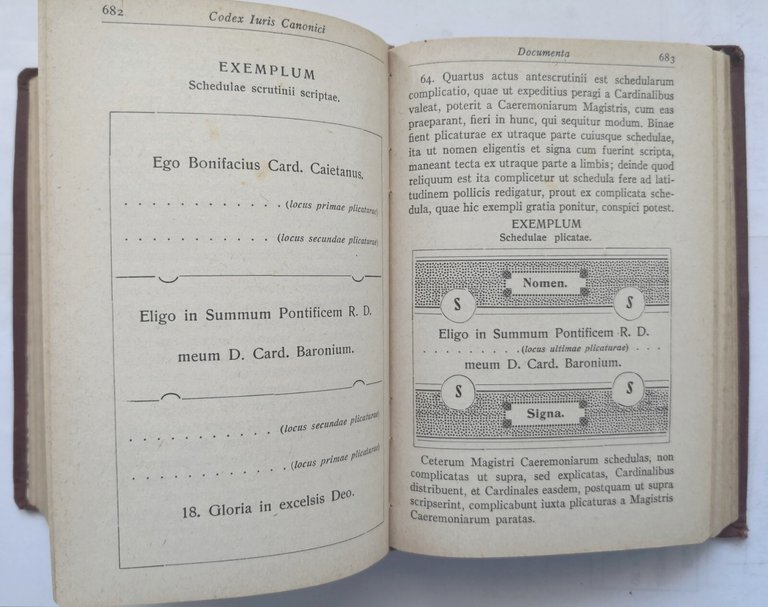 682
Codex Iuris Canonici
EXEMPLUM
Schedulae scrutinii scriptae.
Ego Bonifacius Card. Caietanus.
. . . . . . . . . . . . . (locus primae plicaturae)
. . . . . . . . . . . . (locus secundae plicaturae)
Eligo in Summum Pontificem R. D.
meum D. Card. Baronium.
. . . . . . . . . . . . (locus secundae plicaturae)
. . . . . . . . . . . . . (locus primae plicaturae)
18. Gloria in excelsis Deo.
Documenta
683
64. Quartus actus antescrutinii est schedularum
complicatio, quae ut expeditius peragi a Cardinalibus
valeat, poterit a Caeremoniarum Magistris, cum eas
praeparant, fieri in hunc, qui sequitur modum. Binae
fient plicaturae ex utraque parte cuiusque schedulae,
ita ut nomen eligentis et signa cum fuerint scripta,
maneant tecta ex utraque parte a limbis; deinde quod
reliquum est ita complicetur ut schedula fere ad lati-
tudinem pollicis redigatur, prout ex complicata sche-
dula, quae hic exempli gratia ponitur, conspici potest.
EXEMPLUM
Schedulae plicatae.
Nomen.
S S
Eligo in Summum Pontificem R. D.
. . . . . . . . . (locus ultimae plicaturae) . . .
meum D. Card. Baronium.
S S
Signa.
Ceterum Magistri Caeremoniarum schedulas, non
complicatas ut supra, sed explicatas, Cardinalibus
distribuent, et Cardinales easdem, postquam ut supra
scripserint, complicabunt iuxta plicaturas a Magistris
Caeremoniarum paratas.